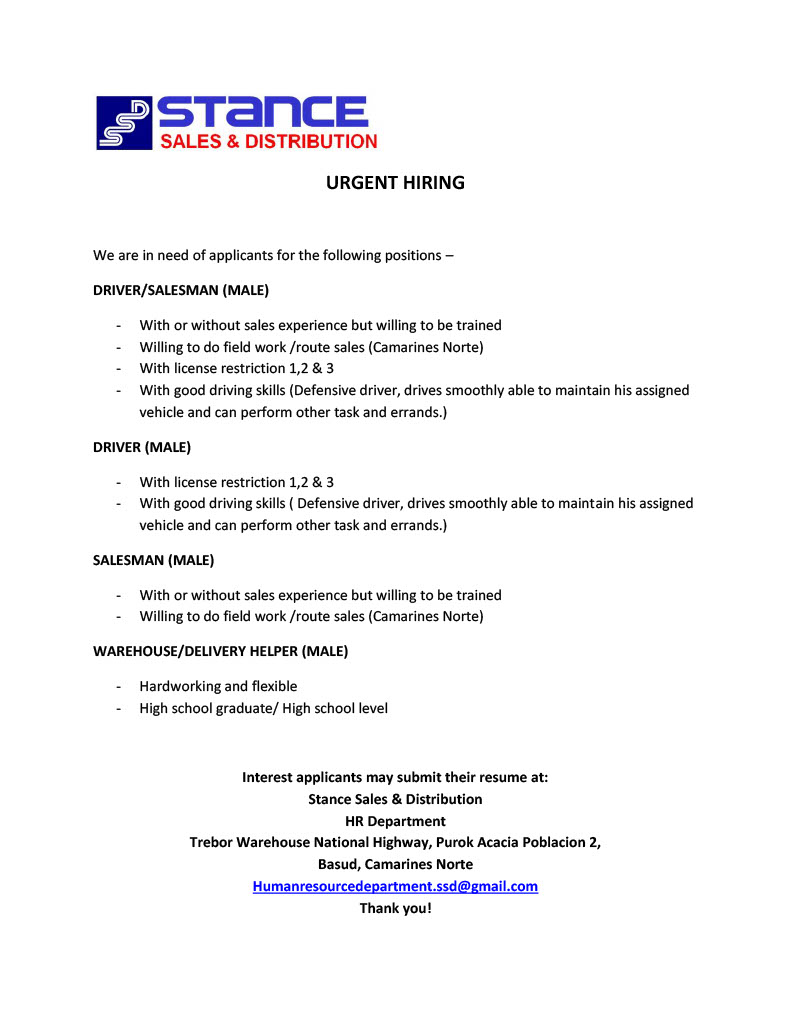 SSD STANCE
SALES & DISTRIBUTION
URGENT HIRING
We are in need of applicants for the following positions –
DRIVER/SALESMAN (MALE)
- With or without sales experience but willing to be trained
- Willing to do field work /route sales (Camarines Norte)
- With license restriction 1,2 & 3
- With good driving skills (Defensive driver, drives smoothly able to maintain his assigned
vehicle and can perform other task and errands.)
DRIVER (MALE)
- With license restriction 1,2 & 3
- With good driving skills ( Defensive driver, drives smoothly able to maintain his assigned
vehicle and can perform other task and errands.)
SALESMAN (MALE)
- With or without sales experience but willing to be trained
- Willing to do field work /route sales (Camarines Norte)
WAREHOUSE/DELIVERY HELPER (MALE)
- Hardworking and flexible
- High school graduate/ High school level
Interest applicants may submit their resume at:
Stance Sales & Distribution
HR Department
Trebor Warehouse National Highway, Purok Acacia Poblacion 2,
Basud, Camarines Norte
Humanresourcedepartment.ssd@gmail.com
Thank you!